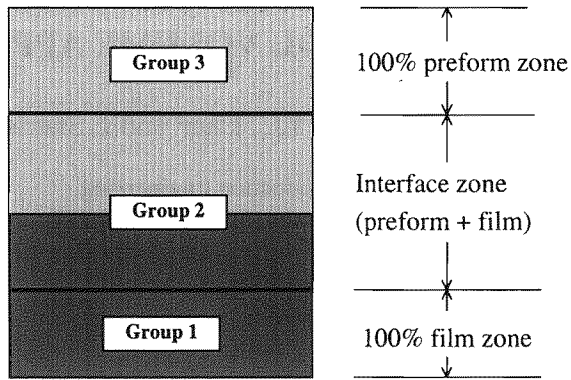 Group 3
100% preform zone
Group 2
Interface zone
(preform + film)
Group 1
100% film zone